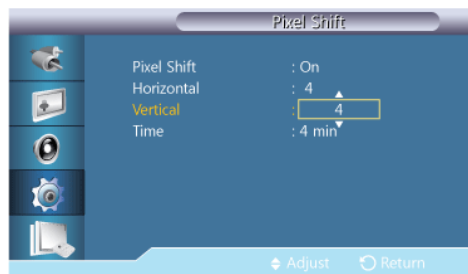 Pixel Shift
Pixel Shift : On
Horizontal : 4
Vertical : 4
Time : 4 min
Adjust Return